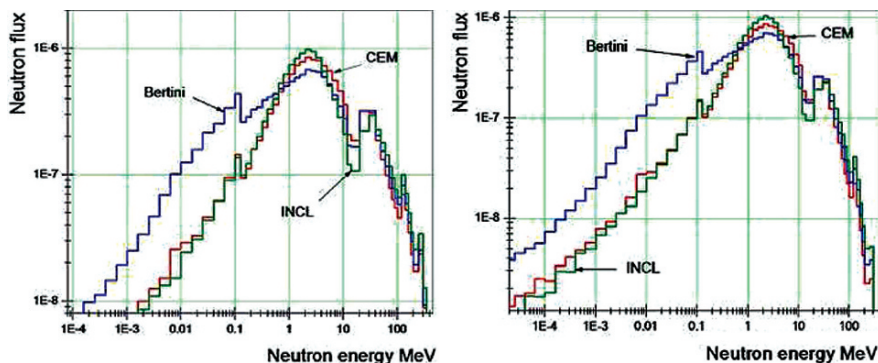 Neutron flux
1E-6
1E-7
1E-8
CEM
Bertini
INCL
1E-4
1E-3
0.01
0.1
1
10
100
Neutron energy MeV
Neutron flux
1E-6
1E-7
1E-8
CEM
Bertini
INCL
1E-4
1E-3
0.01
0.1
1
10
100
Neutron energy MeV